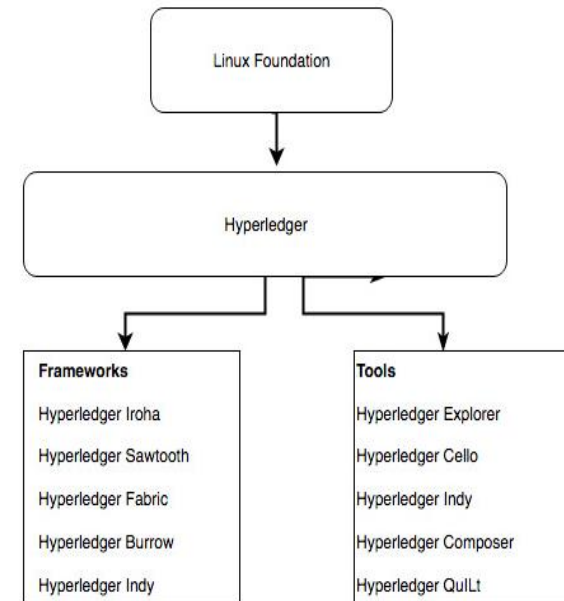 Linux Foundation
Hyperledger
Frameworks
Hyperledger Iroha
Hyperledger Sawtooth
Hyperledger Fabric
Hyperledger Burrow
Hyperledger Indy
Tools
Hyperledger Explorer
Hyperledger Cello
Hyperledger Indy
Hyperledger Composer
Hyperledger QuILt